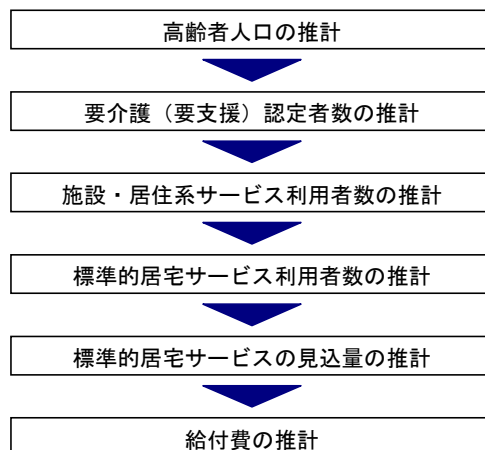 高齢者人口の推計
要介護（要支援）認定者数の推計
施設・居住系サービス利用者数の推計
標準的居宅サービス利用者数の推計
標準的居宅サービスの見込量の推計
給付費の推計